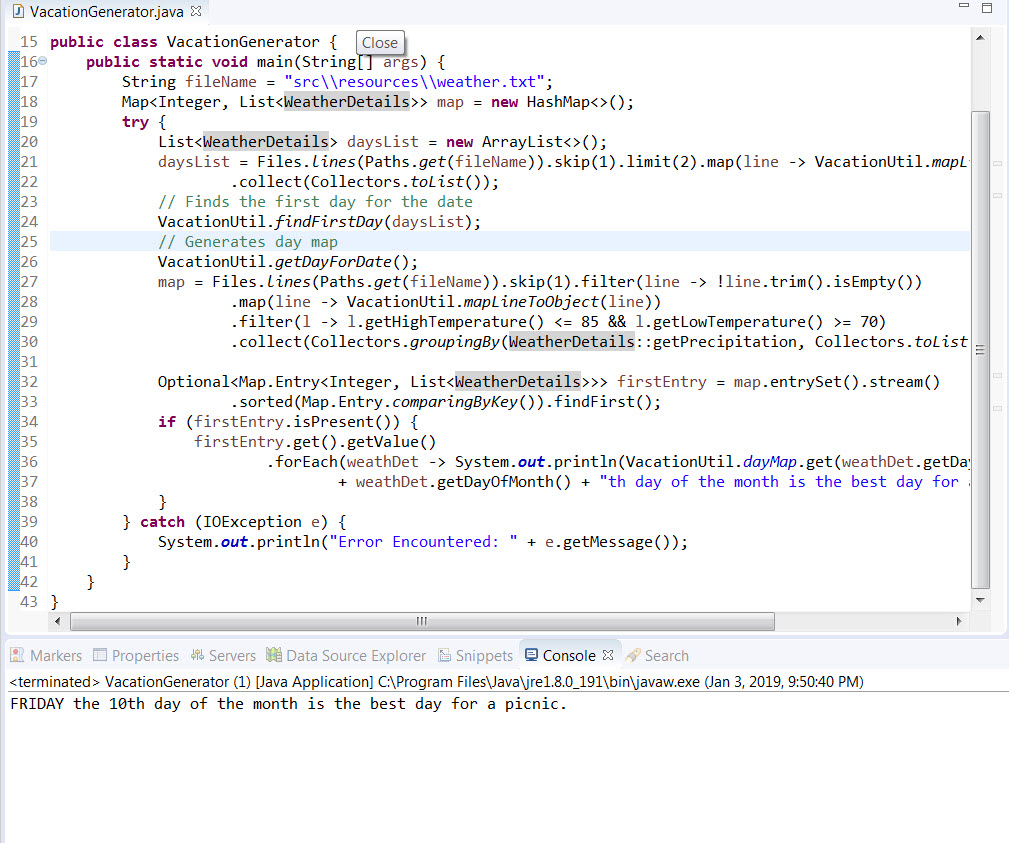 VacationGenerator.java
15 public class VacationGenerator {
Close
16 public static void main(String[] args) {
17 String fileName = "src\\resources\\weather.txt";
18 Map<Integer, List<WeatherDetails>> map = new HashMap<>();
19 try {
20 List<WeatherDetails> daysList = new ArrayList<>();
21 daysList = Files.lines(Paths.get(fileName)).skip(1).limit(2).map(line -> VacationUtil.mapL
22 .collect(Collectors.toList());
23 // Finds the first day for the date
24 VacationUtil.findFirstDay(daysList);
25 // Generates day map
26 VacationUtil.getDayForDate();
27 map = Files.lines(Paths.get(fileName)).skip(1).filter(line -> !line.trim().isEmpty())
28 .map(line -> VacationUtil.mapLineToObject(line))
29 .filter(l -> l.getHighTemperature() <= 85 && l.getLowTemperature() >= 70)
30 .collect(Collectors.groupingBy(WeatherDetails::getPrecipitation, Collectors.toList
31
32 Optional<Map.Entry<Integer, List<WeatherDetails>>> firstEntry = map.entrySet().stream()
33 .sorted(Map.Entry.comparingByKey()).findFirst();
34 if (firstEntry.isPresent()) {
35 firstEntry.get().getValue()
36 .forEach(weathDet -> System.out.println(VacationUtil.dayMap.get(weathDet.getDay
37 + weathDet.getDayOfMonth() + "th day of the month is the best day for a
38 }
39 } catch (IOException e) {
40 System.out.println("Error Encountered: " + e.getMessage());
41 }
42 }
43 }
Markers Properties Servers Data Source Explorer Snippets Console Search
<terminated> VacationGenerator (1) [Java Application] C:\Program Files\Java\jre1.8.0_191\bin\javaw.exe (Jan 3, 2019, 9:50:40 PM)
FRIDAY the 10th day of the month is the best day for a picnic.